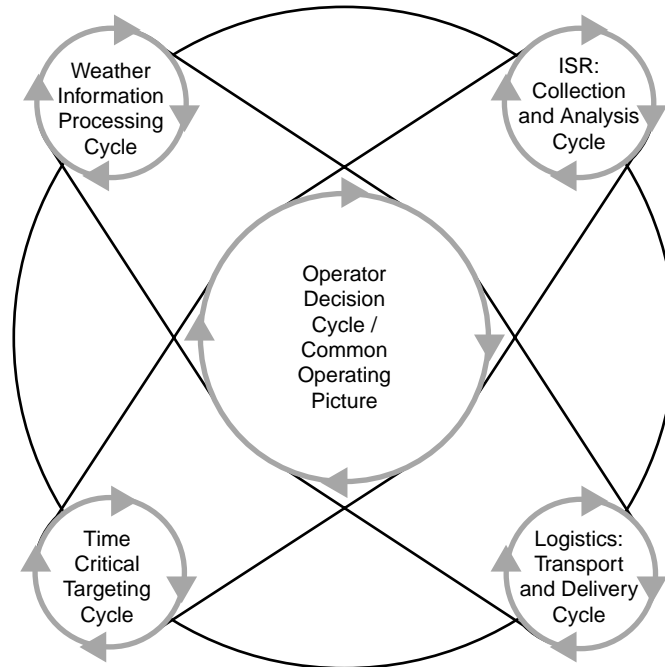 Weather
Information
Processing
Cycle
ISR:
Collection
and Analysis
Cycle
Operator
Decision
Cycle /
Common
Operating
Picture
Time
Critical
Targeting
Cycle
Logistics:
Transport
and Delivery
Cycle